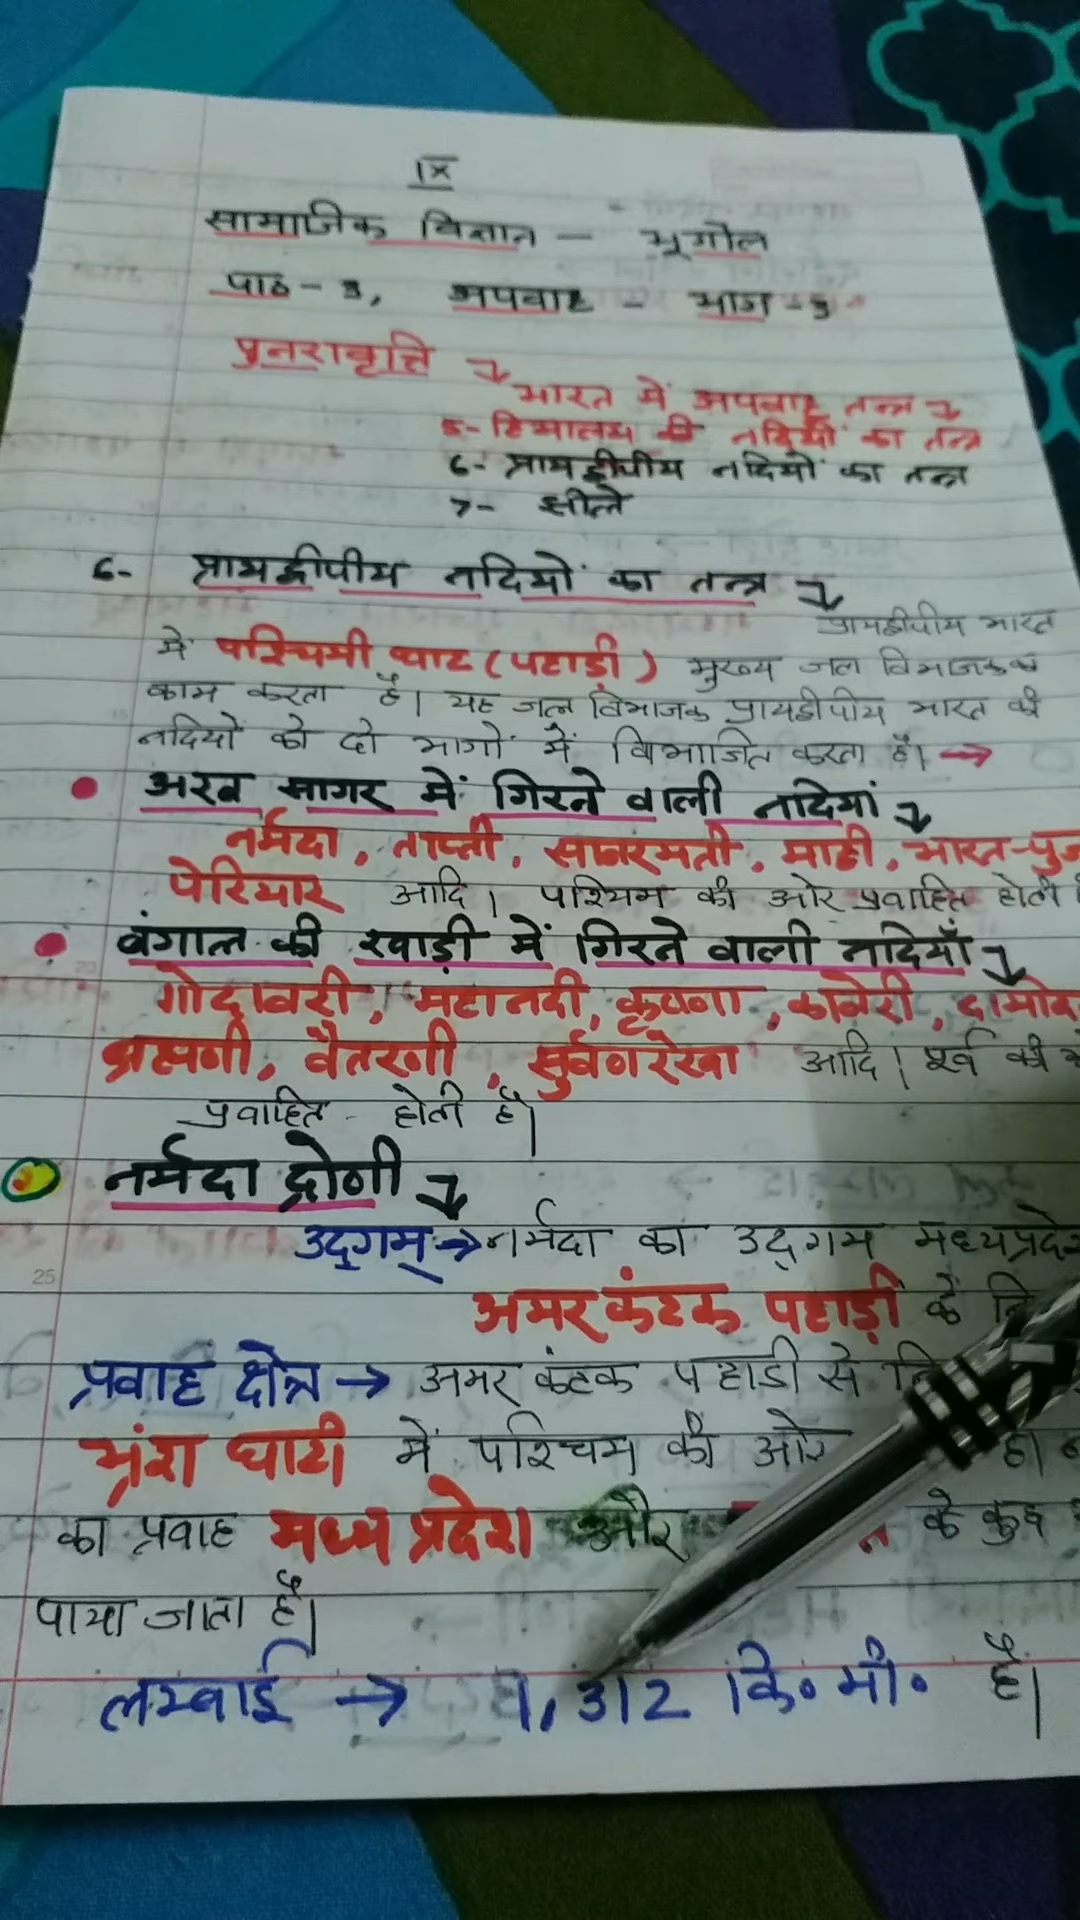 IX
सामाजिक विज्ञान – भूगोल
पाठ - 3, अपवाह - भाग - 3
पुनरावृत्ति
भारत में अपवाह तन्त्र
5- हिमालय की नदियों का तन्त्र
6- प्रायद्वीपीय नदियों का तन्त्र
7- झीलें
6- प्रायद्वीपीय नदियों का तन्त्र
प्रायद्वीपीय भारत
में पश्चिमी घाट (पहाड़ी) मुख्य जल विभाजक का
काम करता है। यह जल विभाजक प्रायद्वीपीय भारत की
नदियों को दो भागों में विभाजित करता है। →
• अरब सागर में गिरने वाली नदियां
नर्मदा, ताप्ती, साबरमती, माही,
पेरियार आदि। पश्चिम की ओर प्रवाहित होती
• बंगाल की खाड़ी में गिरने वाली नदियाँ
गोदावरी, महानदी, कृष्णा, कावेरी,
ब्राह्मणी, वैतरणी, सुर्वणरेखा आदि। पूर्व की
प्रवाहित होती है।
नर्मदा द्रोणी
उद्गम् → नर्मदा का उद्गम मध्यप्रदेश
अमरकंटक पहाड़ी के
25
प्रवाह क्षेत्र → अमर कंटक पहाडी से
भ्रंश घाटी में पश्चिम की ओर
का प्रवाह मध्य प्रदेश और के कुछ
पाया जाता है।
लम्बाई → 1,312 कि॰ मी॰ है।